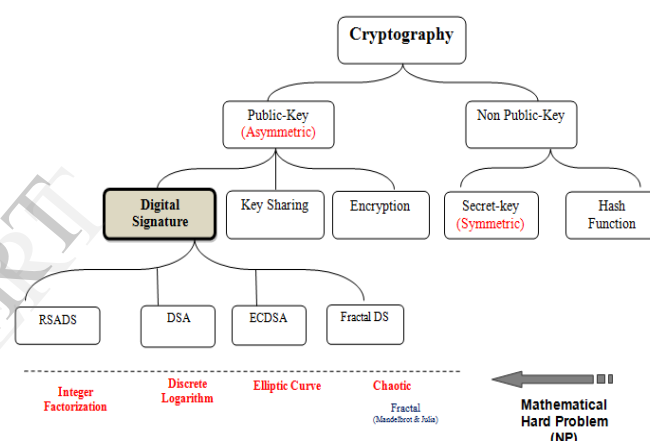 Cryptography
Public-Key
(Asymmetric)
Non Public-Key
Digital
Signature
Key Sharing
Encryption
Secret-key
(Symmetric)
Hash
Function
RSADS
DSA
ECDSA
Fractal DS
Integer
Factorization
Discrete
Logarithm
Elliptic Curve
Chaotic
Fractal
(Mandelbrot & Julia)
Mathematical
Hard Problem
(NP)